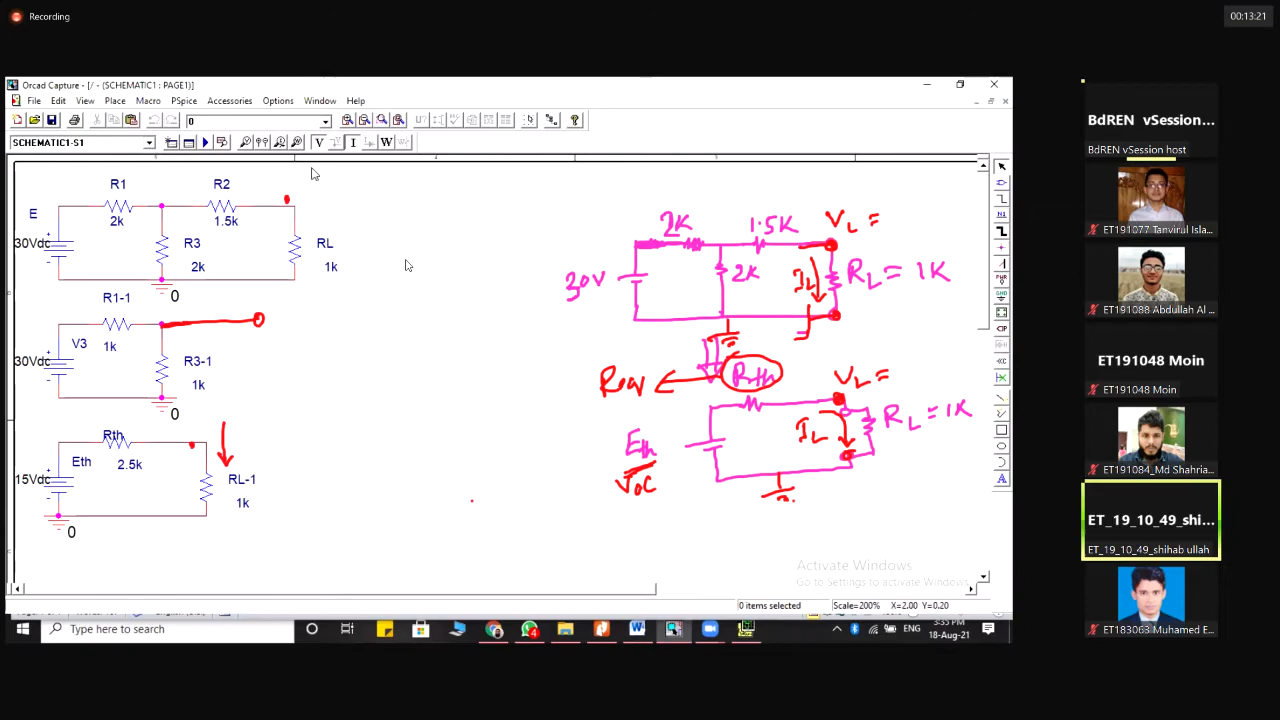 Recording
00:13:21
Orcad Capture - [/ - (SCHEMATIC1 : PAGE1)]
File Edit View Place Macro PSpice Accessories Options Window Help
0
SCHEMATIC1-S1
V I W
R1 R2
2k 1.5k
E
30Vdc
R3
2k
RL
1k
0
R1-1
1k
V3
30Vdc
R3-1
1k
0
Rth
2.5k
Eth
15Vdc
RL-1
1k
0
2K 1.5K VL =
30V 2K IL RL = 1K
Req Rth VL =
IL RL = 1K
Eth
Voc
Activate Windows
Go to Settings to activate Windows.
0 items selected Scale=200% X=2.00 Y=0.20
Type here to search
ENG
3:35 PM
18-Aug-21
BdREN vSession...
BdREN vSession host
ET191077 Tanvirul Isla...
ET191088 Abdullah Al ...
ET191048 Moin
ET191048 Moin
ET191084_Md Shahria...
ET_19_10_49_shi...
ET_19_10_49_shihab ullah
ET183063 Muhamed E...